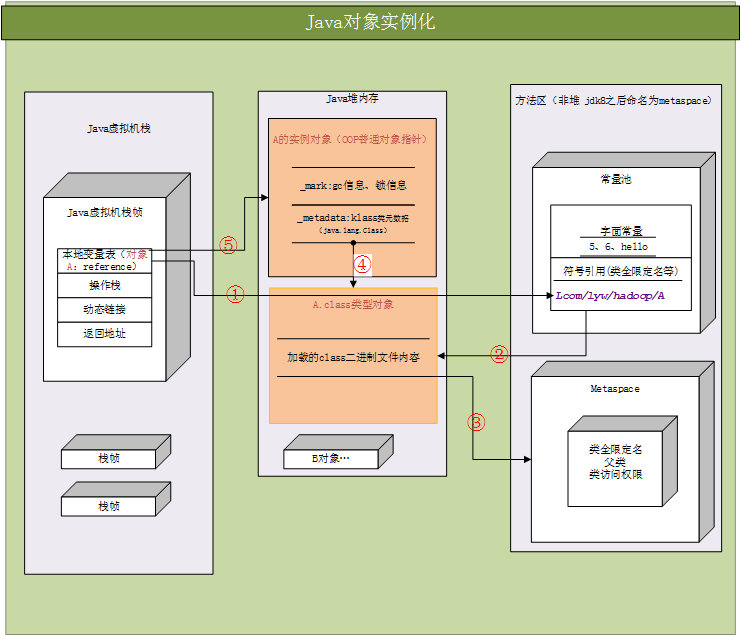 Java对象实例化
Java虚拟机栈
Java虚拟机栈帧
本地变量表（对象
A：reference）
操作栈
动态链接
返回地址
栈帧
栈帧
Java堆内存
A的实例对象（OOP普通对象指针）
_mark:gc信息、锁信息
_metadata:klass类元数据
（java.lang.Class）
A.class类型对象
加载的class二进制文件内容
B对象…
方法区（非堆 jdk8之后命名为metaspace）
常量池
字面常量
5、6、hello
符号引用(类全限定名等)
Lcom/lyw/hadoop/A
Metaspace
类全限定名
父类
类访问权限
⑤
①
④
②
③